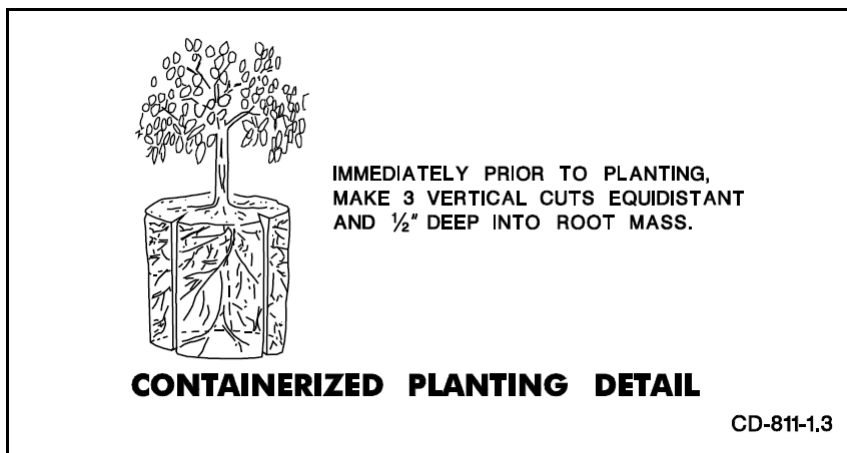 IMMEDIATELY PRIOR TO PLANTING,
MAKE 3 VERTICAL CUTS EQUIDISTANT
AND ½" DEEP INTO ROOT MASS.
CONTAINERIZED PLANTING DETAIL
CD-811-1.3